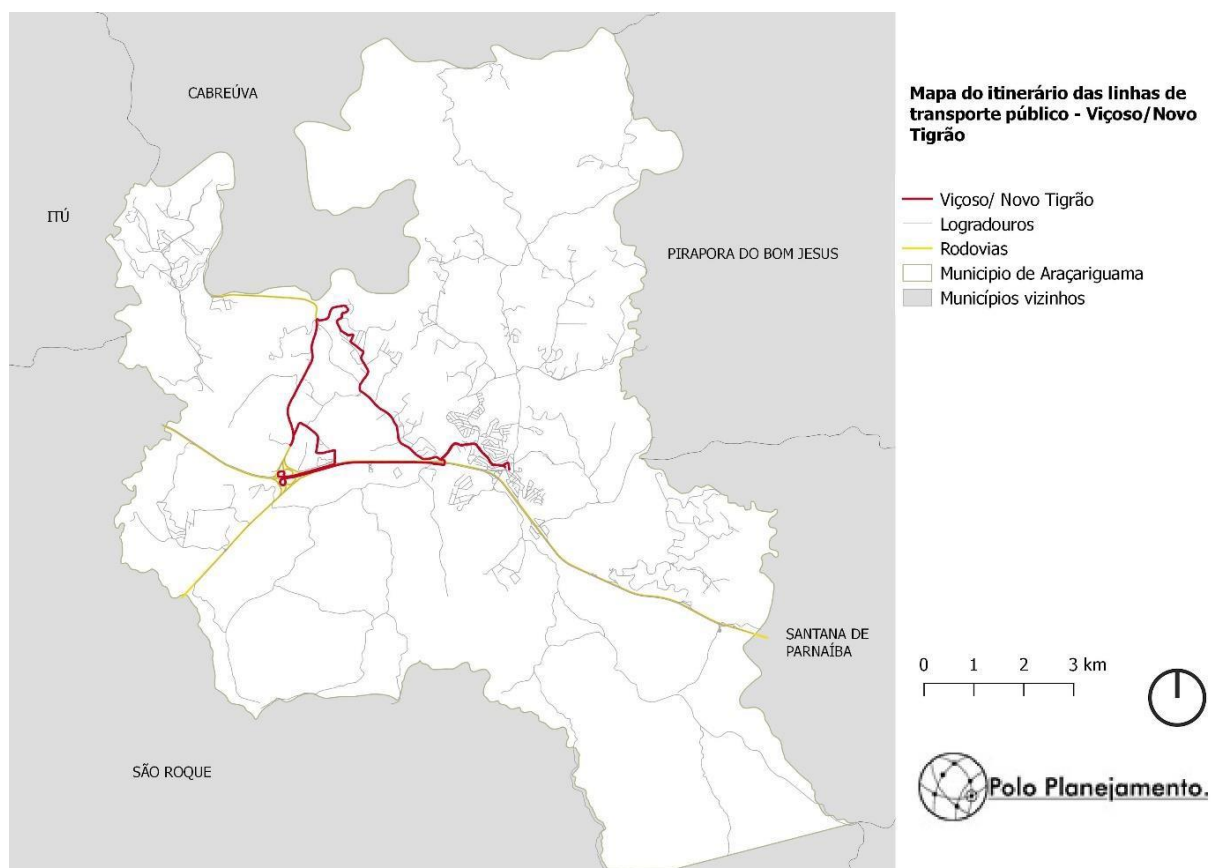 CABREÚVA
ITÚ
PIRAPORA DO BOM JESUS
SANTANA DE
PARNAÍBA
SÃO ROQUE
Mapa do itinerário das linhas de
transporte público - Viçoso/Novo
Tigrão
Viçoso/ Novo Tigrão
Logradouros
Rodovias
Municipio de Araçariguama
Municípios vizinhos
0 1 2 3 km
Polo Planejamento.